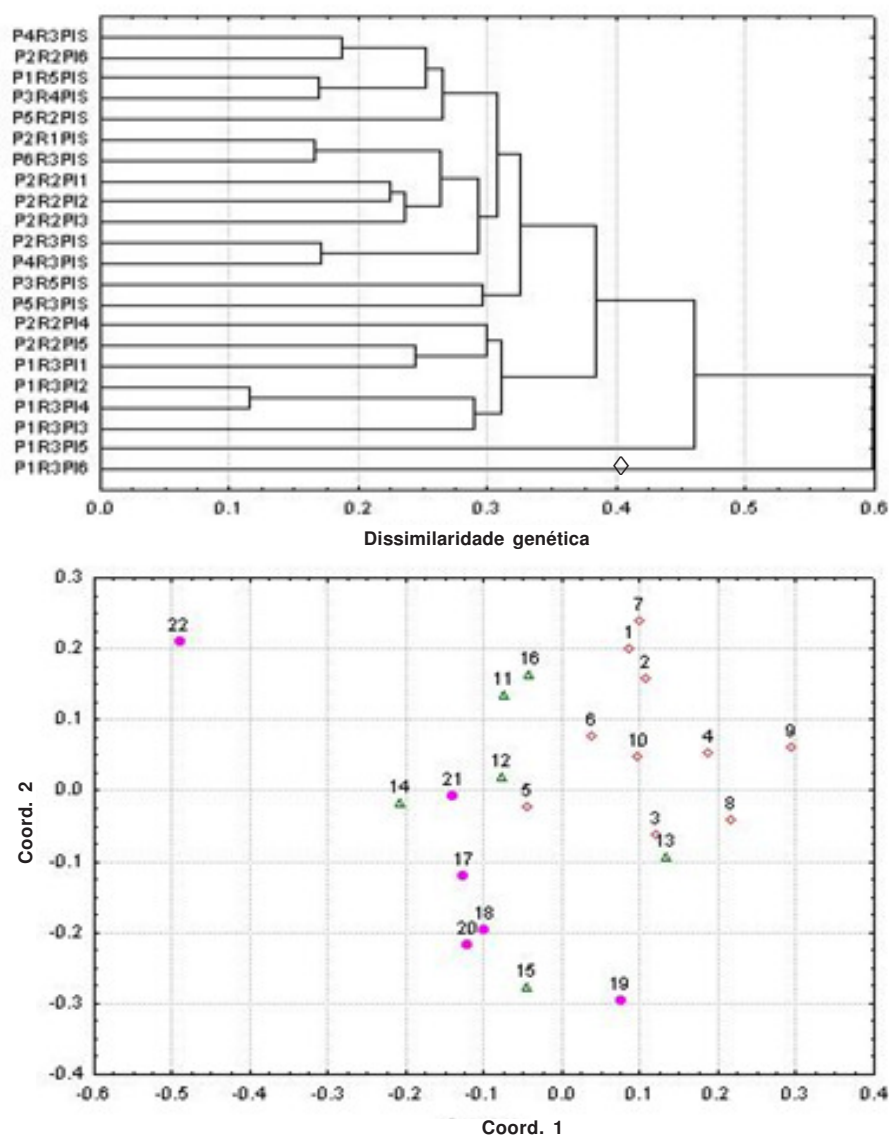 P4R3PIS
P2R2PI6
P1R5PIS
P3R4PIS
P5R2PIS
P2R1PIS
P6R3PIS
P2R2PI1
P2R2PI2
P2R2PI3
P2R3PIS
P4R3PIS
P3R5PIS
P5R3PIS
P2R2PI4
P2R2PI5
P1R3PI1
P1R3PI2
P1R3PI4
P1R3PI3
P1R3PI5
P1R3PI6
0.0 0.1 0.2 0.3 0.4 0.5 0.6
Dissimilaridade genética
0.3
7
22
1
0.2
16
2
11
6
0.1
10
4
9
12
0.0
14
21
5
8
3
13
-0.1
17
18
-0.2
20
15
19
-0.3
-0.4
-0.6 -0.5 -0.4 -0.3 -0.2 -0.1 0.0 0.1 0.2 0.3 0.4
Coord. 2
Coord. 1